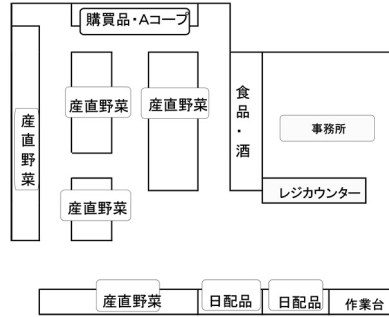 購買品・Aコープ
産直野菜
産直野菜
産直野菜
食品・酒
事務所
産直野菜
レジカウンター
産直野菜
日配品
日配品
作業台